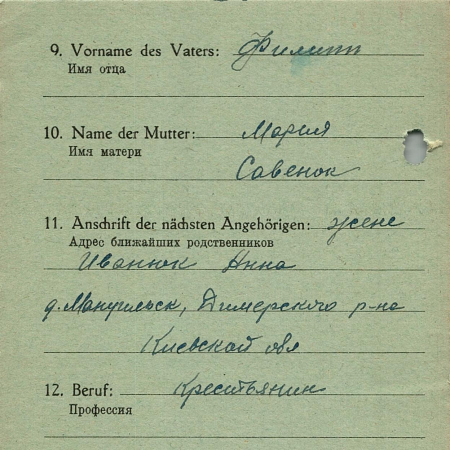 9. Vorname des Vaters: Филипп
Имя отца
10. Name der Mutter: Мария
Имя матери
Савенок
11. Anschrift der nächsten Angehörigen: жене
Адрес ближайших родственников
Иванюк Анна
д. Мануильск, Димерского р-на
Киевской обл
12. Beruf: Крестьянин
Профессия